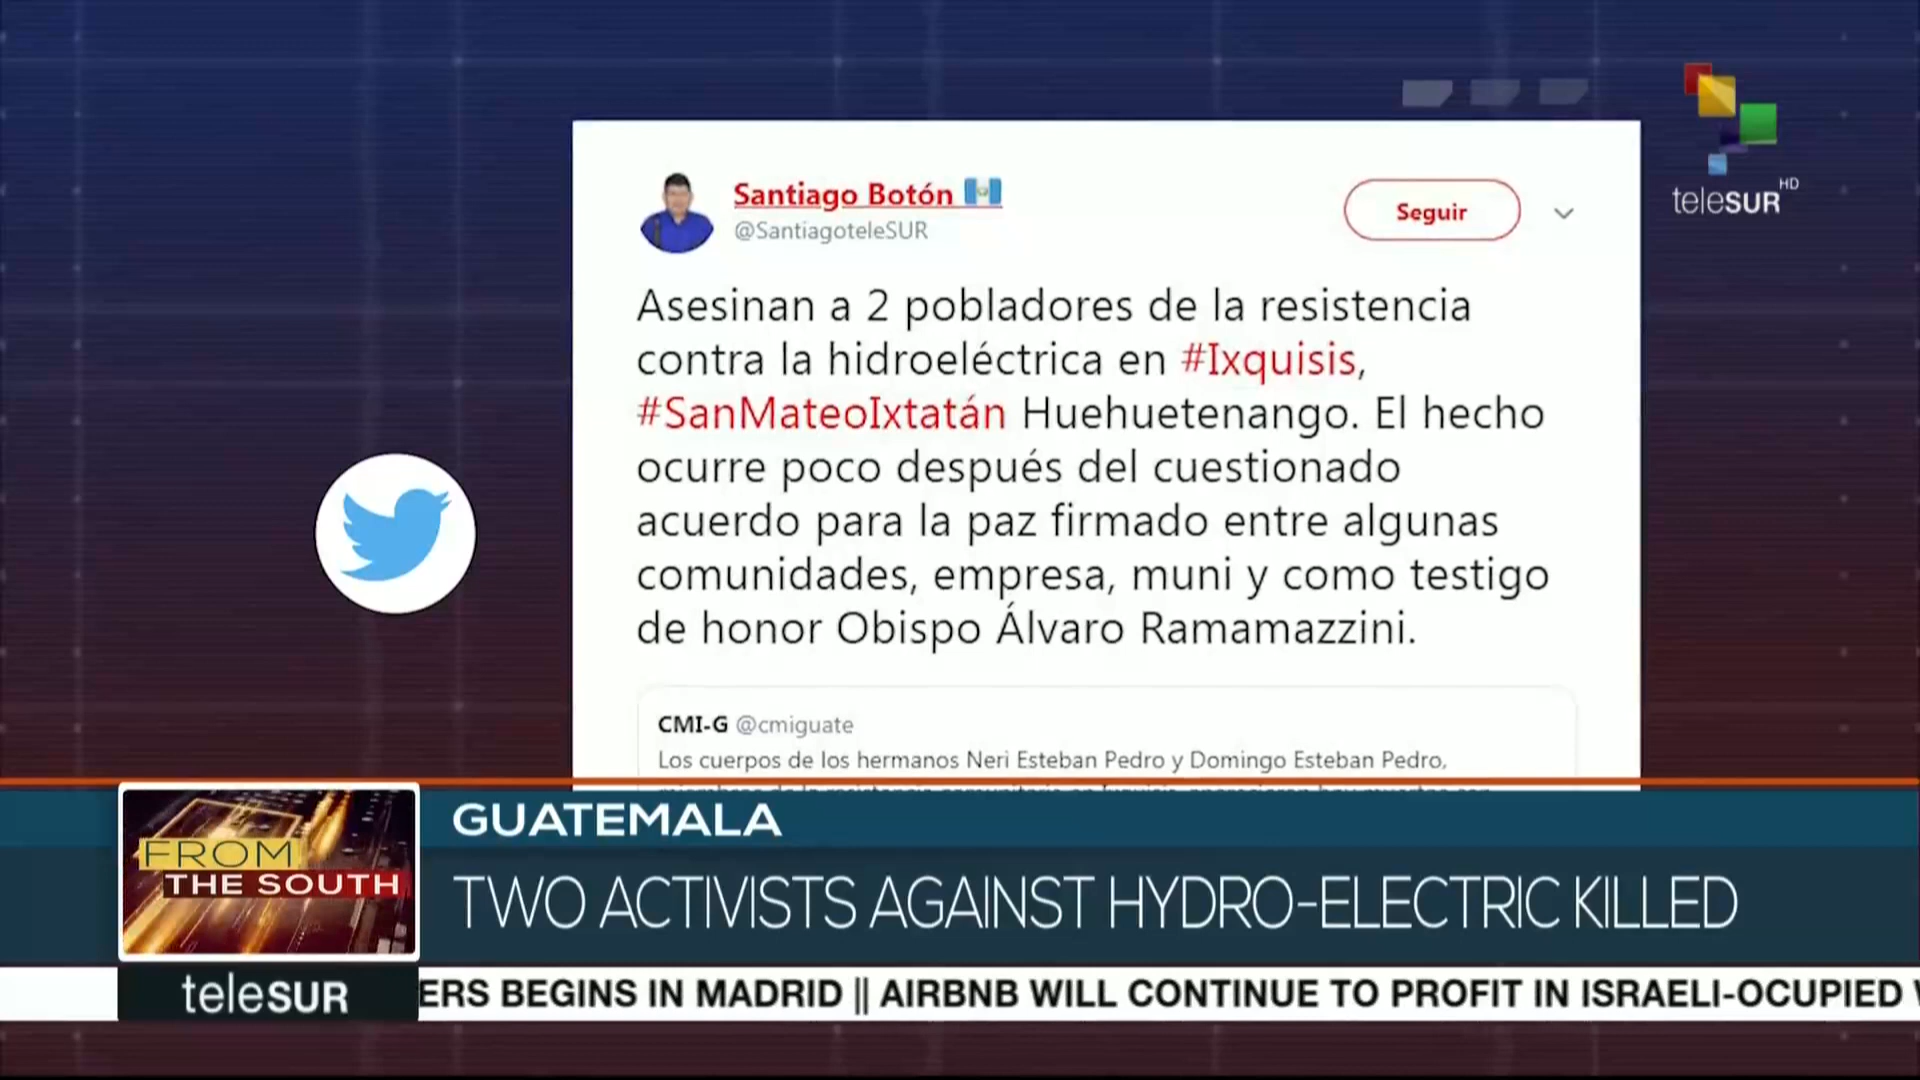 teleSUR HD
Santiago Botón
@SantiagoteleSUR
Seguir
Asesinan a 2 pobladores de la resistencia
contra la hidroeléctrica en #Ixquisis,
#SanMateoIxtatán Huehuetenango. El hecho
ocurre poco después del cuestionado
acuerdo para la paz firmado entre algunas
comunidades, empresa, muni y como testigo
de honor Obispo Álvaro Ramamazzini.
CMI-G @cmiguate
Los cuerpos de los hermanos Neri Esteban Pedro y Domingo Esteban Pedro,
FROM
THE SOUTH
GUATEMALA
TWO ACTIVISTS AGAINST HYDRO-ELECTRIC KILLED
teleSUR
ERS BEGINS IN MADRID || AIRBNB WILL CONTINUE TO PROFIT IN ISRAELI-OCUPIED